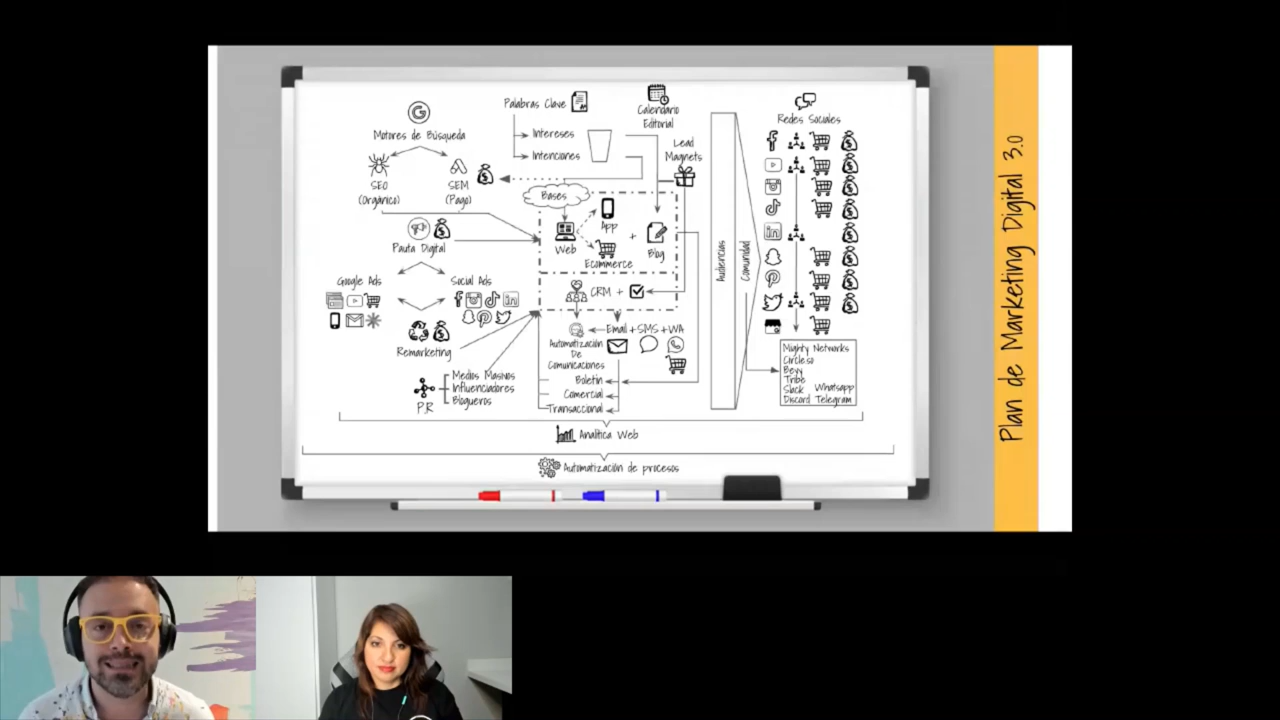 Motores de Búsqueda
SEO
(Orgánico)
SEM
(Pago)
Pauta Digital
Google Ads
Social Ads
Remarketing
P.R
Medios Masivos
Influenciadores
Blogueros
Palabras Clave
Intereses
Intenciones
Calendario
Editorial
Lead
Magnets
Bases
App
Web
+
Blog
Ecommerce
CRM +
Email + SMS + WA
Automatización
De
Comunicaciones
Boletín
Comercial
Transaccional
Audiencias
Comunidad
Redes Sociales
Mighty Networks
Circle.so
Bevy
Tribe
Slack Whatsapp
Discord Telegram
Analítica Web
Automatización de procesos
Plan de Marketing Digital 3.0